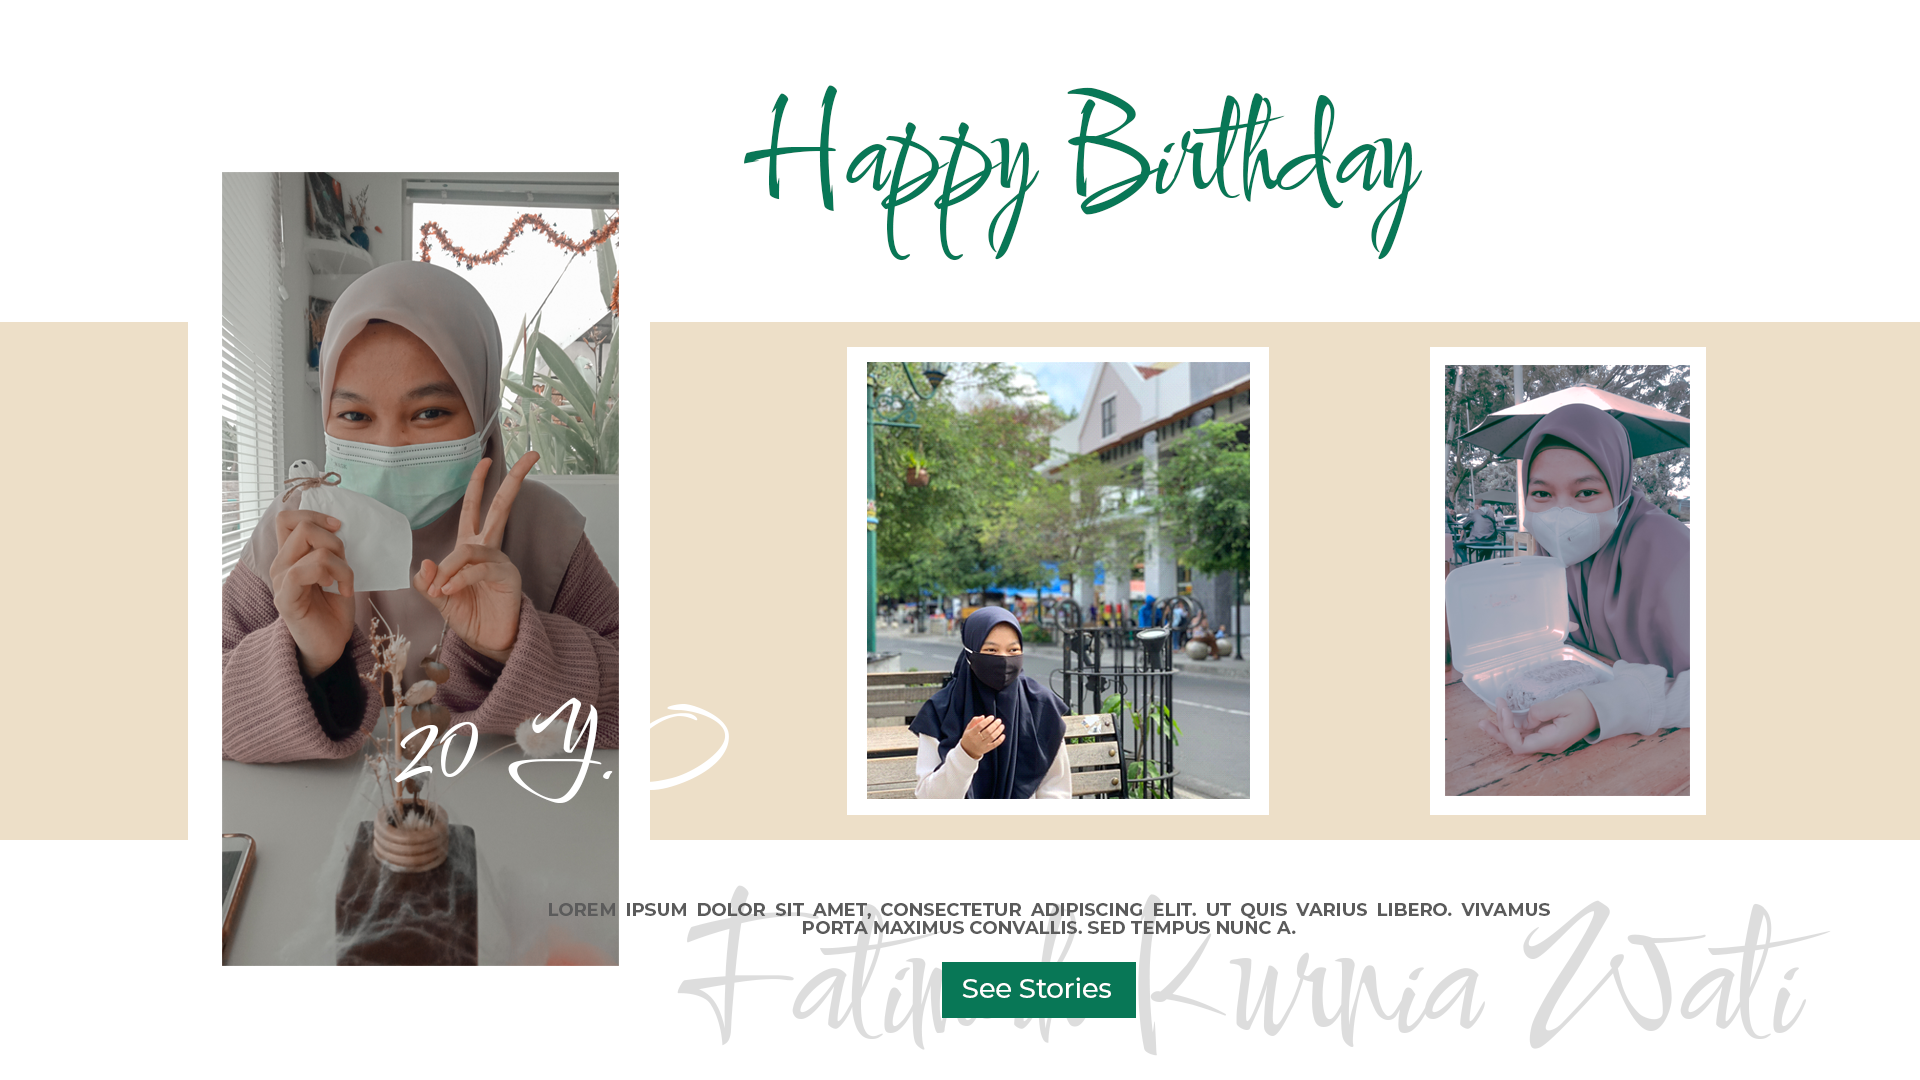 Happy Birthday
20 Y.O
LOREM IPSUM DOLOR SIT AMET, CONSECTETUR ADIPISCING ELIT. UT QUIS VARIUS LIBERO. VIVAMUS
PORTA MAXIMUS CONVALLIS. SED TEMPUS NUNC A.
See Stories
Fatimah Kurnia Wati